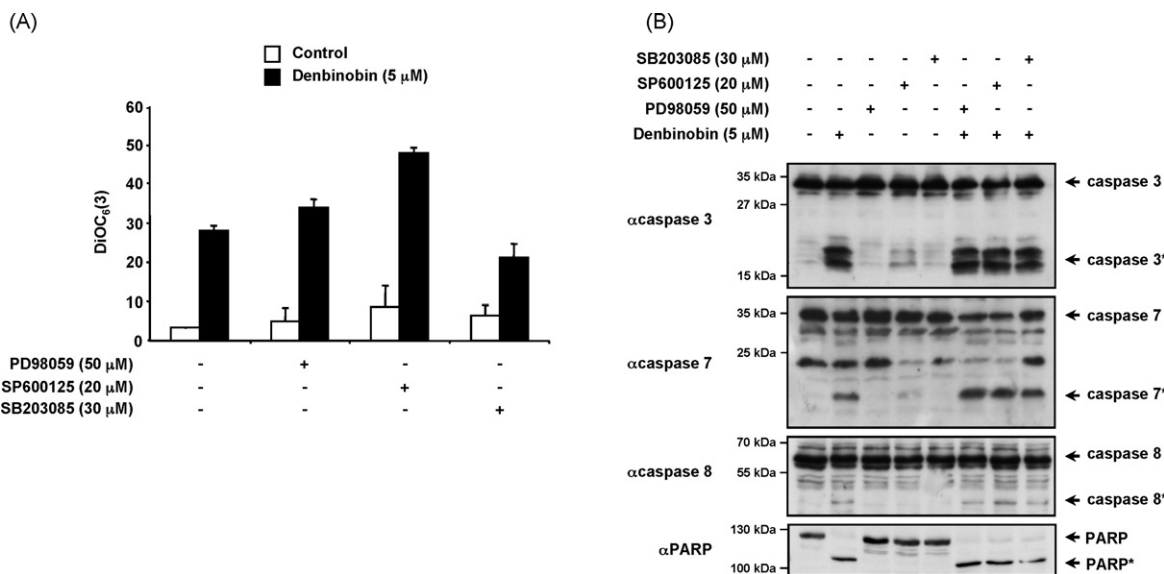 (A)
Control
Denbinobin (5 μM)
60
50
40
30
20
10
0
DiOC6(3)
PD98059 (50 μM) - + - -
SP600125 (20 μM) - - + -
SB203085 (30 μM) - - - +
(B)
SB203085 (30 μM) - - - - + - - +
SP600125 (20 μM) - - - + - - + -
PD98059 (50 μM) - - + - - + - -
Denbinobin (5 μM) - + - - - + + +
αcaspase 3
35 kDa
27 kDa
15 kDa
caspase 3
caspase 3*
αcaspase 7
35 kDa
25 kDa
caspase 7
caspase 7*
αcaspase 8
70 kDa
55 kDa
caspase 8
caspase 8*
αPARP
130 kDa
100 kDa
PARP
PARP*